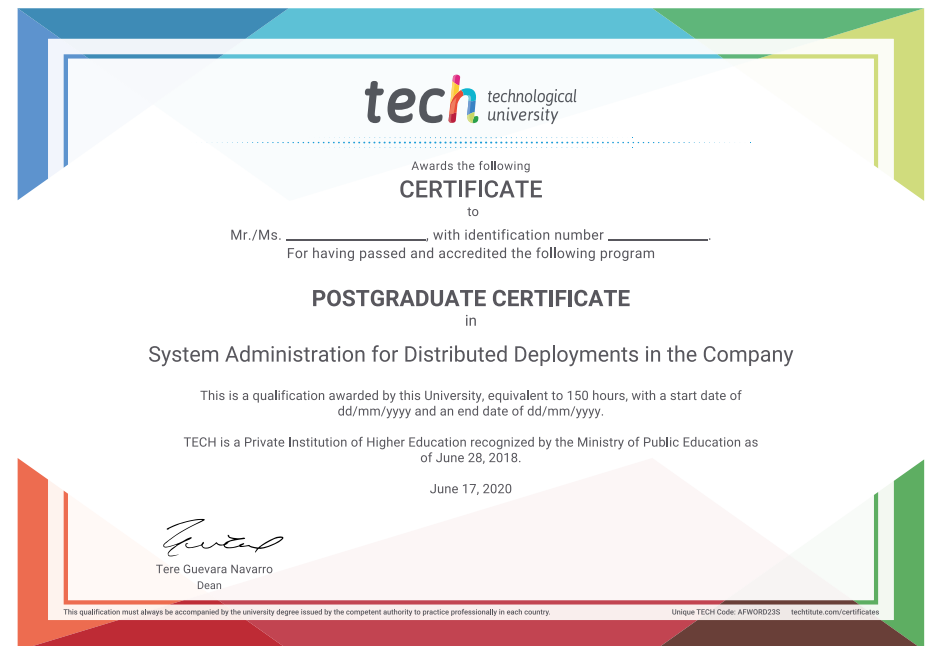 tech technological
university
Awards the following
CERTIFICATE
to
Mr./Ms. ____________________, with identification number ______________.
For having passed and accredited the following program
POSTGRADUATE CERTIFICATE
in
System Administration for Distributed Deployments in the Company
This is a qualification awarded by this University, equivalent to 150 hours, with a start date of
dd/mm/yyyy and an end date of dd/mm/yyyy.
TECH is a Private Institution of Higher Education recognized by the Ministry of Public Education as
of June 28, 2018.
June 17, 2020
Tere Guevara Navarro
Dean
This qualification must always be accompanied by the university degree issued by the competent authority to practice professionally in each country.
Unique TECH Code: AFWORD23S techtitute.com/certificates